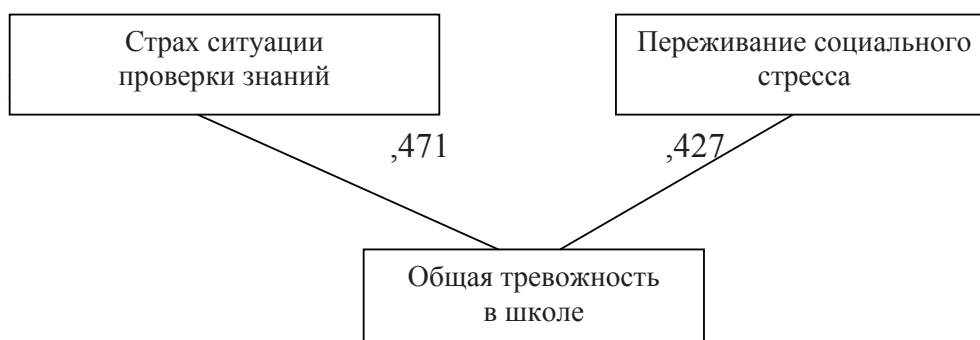 Страх ситуации
проверки знаний
Переживание социального
стресса
,471
,427
Общая тревожность
в школе